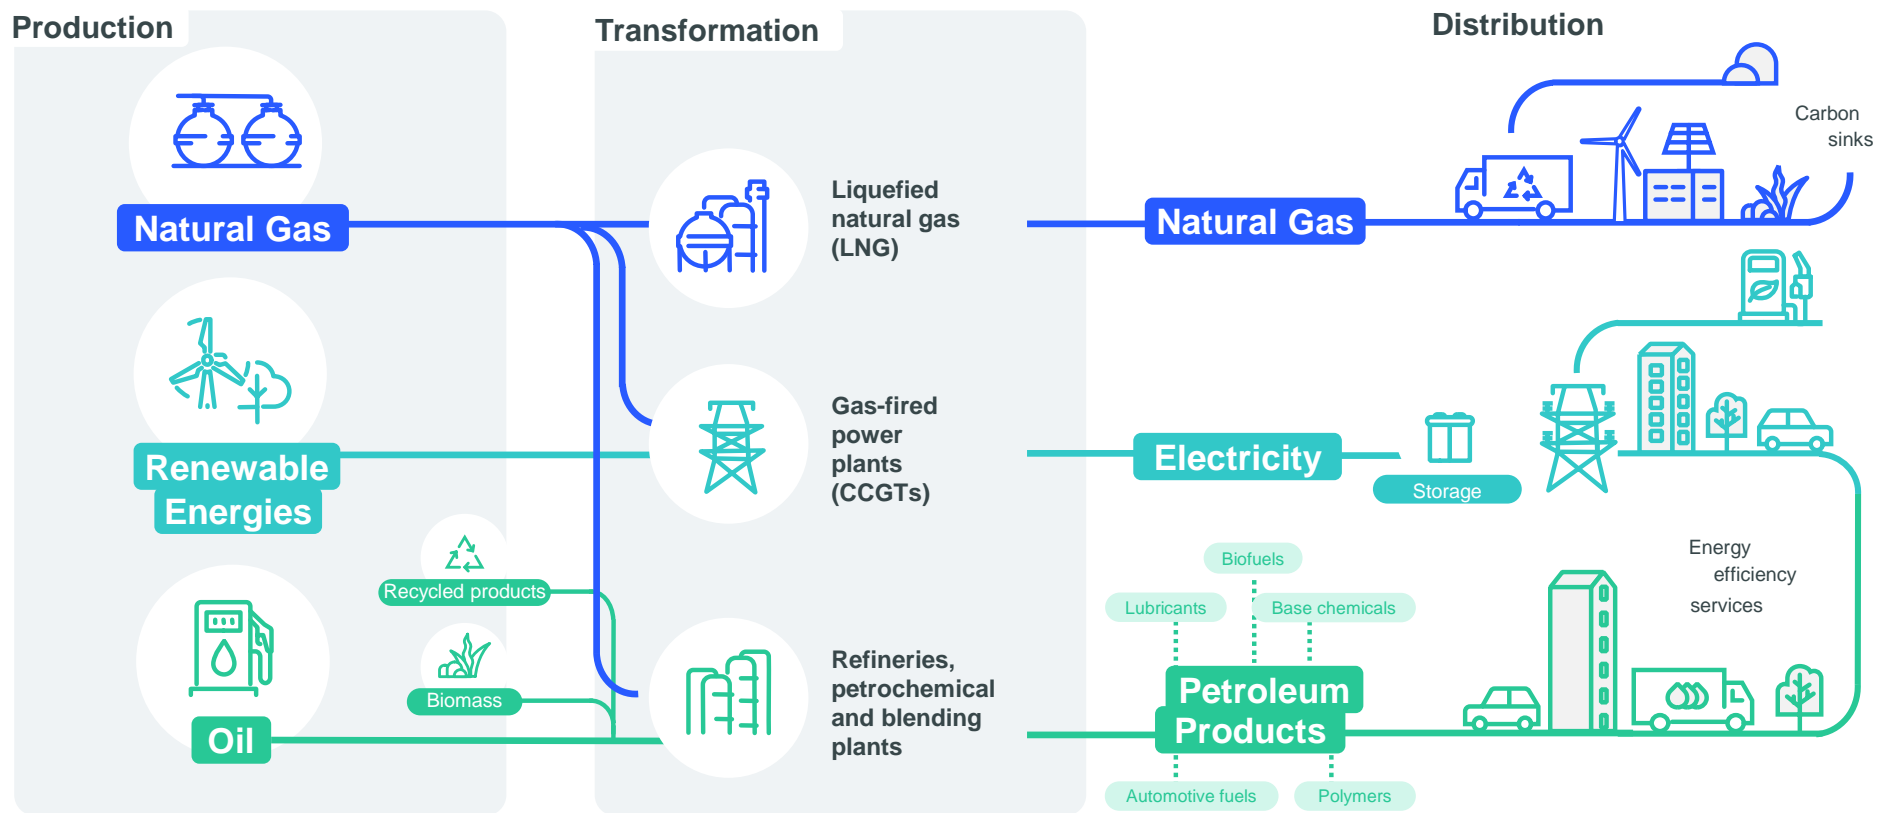 Production
Natural Gas
Renewable
Energies
Recycled products
Biomass
Oil
Transformation
Liquefied
natural gas
(LNG)
Gas-fired
power
plants
(CCGTs)
Refineries,
petrochemical
and blending
plants
Distribution
Carbon
sinks
Natural Gas
Electricity
Storage
Energy
efficiency
services
Biofuels
Lubricants
Base chemicals
Petroleum
Products
Automotive fuels
Polymers